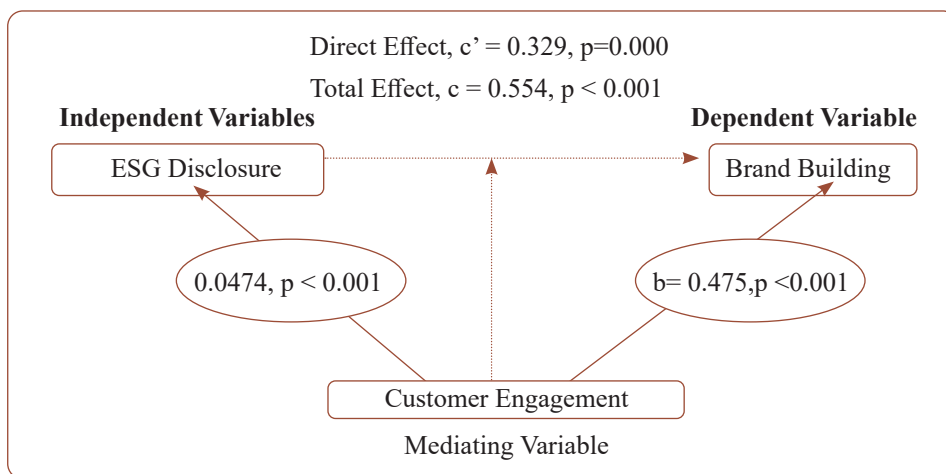 Direct Effect, c’ = 0.329, p=0.000
Total Effect, c = 0.554, p < 0.001
Independent Variables
Dependent Variable
ESG Disclosure
Brand Building
0.0474, p < 0.001
b= 0.475,p <0.001
Customer Engagement
Mediating Variable